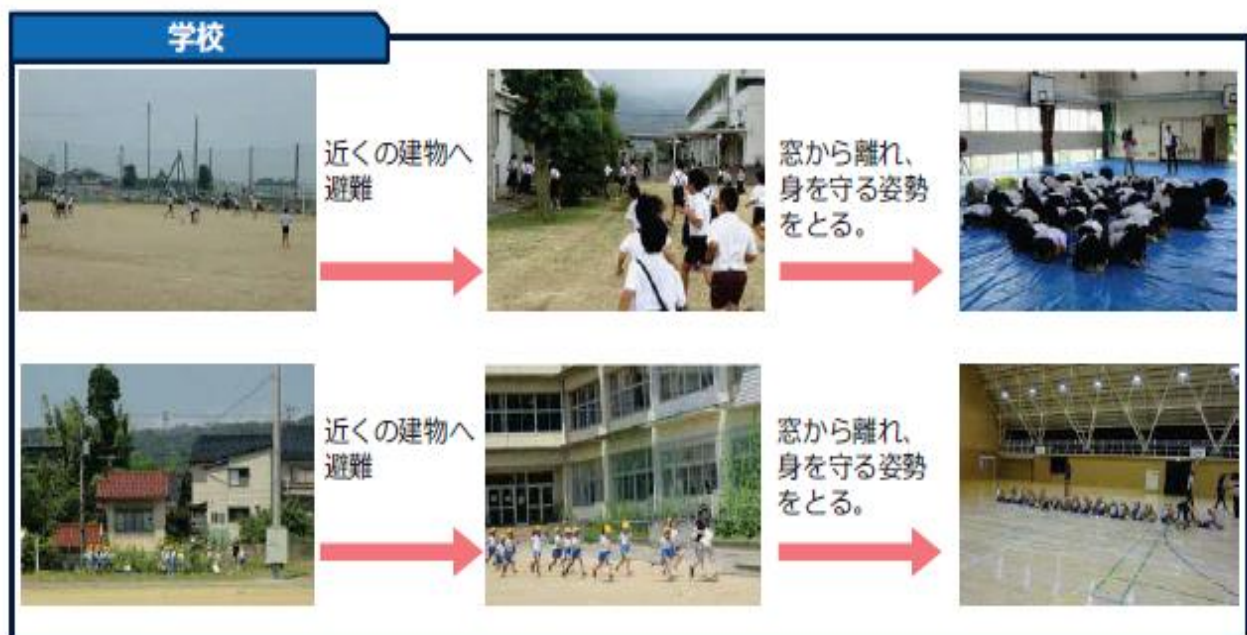 学校
近くの建物へ
避難
窓から離れ、
身を守る姿勢
をとる。
近くの建物へ
避難
窓から離れ、
身を守る姿勢
をとる。